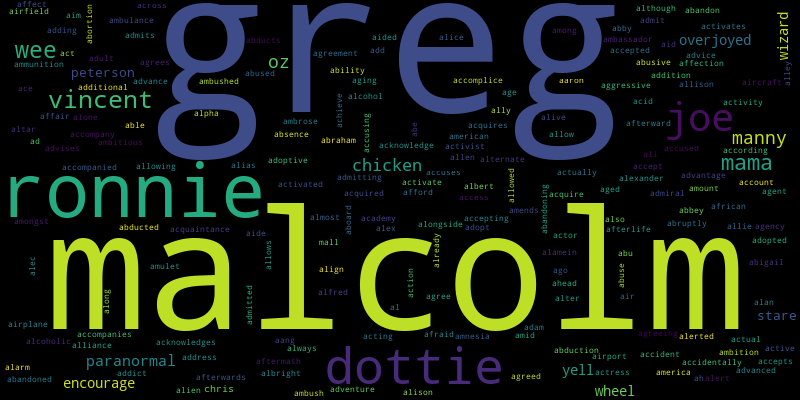 affect across greg aim alice although abandon
airfield ambulance abortion aided among abby admit activates wizard
adding admits abducts agreement add ambassador accepted aid overjoyed
wee act agrees oz ability accomplice aaron abusive advice affection
ammunition peterson advance ambushed abused aging age addition allison aircraft alley
ace additional alpha achieve alcohol ally aggressive
vincent ambrose abe acquires alive acid activity
affair alone able absence abraham accusing american allow afterward joe
altar accompany acknowledge manny
ad advises ambitious adoptive activist allen alternate actually ali accused according
accompanied allowing alias chicken accuses accept mama
ronnie activated admitting activate albert allowed aged alexander advantage account
acquired afford access acquire admiral amount agent
almost aboard academy accepting amends abandoning also abbey african
amongst abducted acquaintance mall alex adopt alongside actor afterlife abruptly allie agency
alec aide allows already alamein abu adopted
amulet align action ago abuse abigail
malcolm
along admitted alfred al agree ahead alter air alan
airplane adam stare
alcoholic accompanies acknowledges aang acting afraid amnesia amid agreeing alerted actual
alliance always abduction airport accident ambition active
paranormal address aftermath dottie accidentally accepts
alarm addict albright yell actress america advanced
abandoned encourage afterwards agreed ah alert
alien chris ambush adventure alison wheel